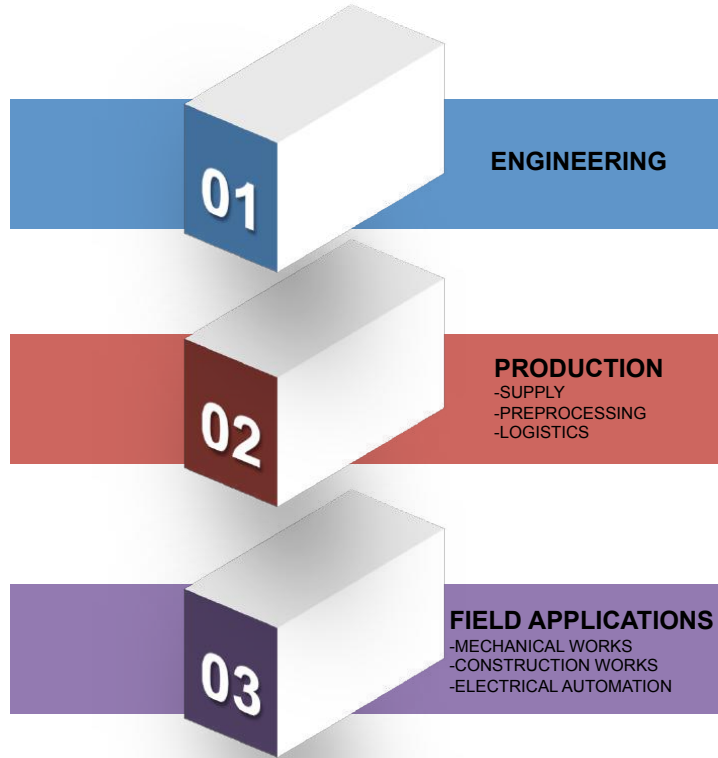 01
ENGINEERING
02
PRODUCTION
-SUPPLY
-PREPROCESSING
-LOGISTICS
03
FIELD APPLICATIONS
-MECHANICAL WORKS
-CONSTRUCTION WORKS
-ELECTRICAL AUTOMATION